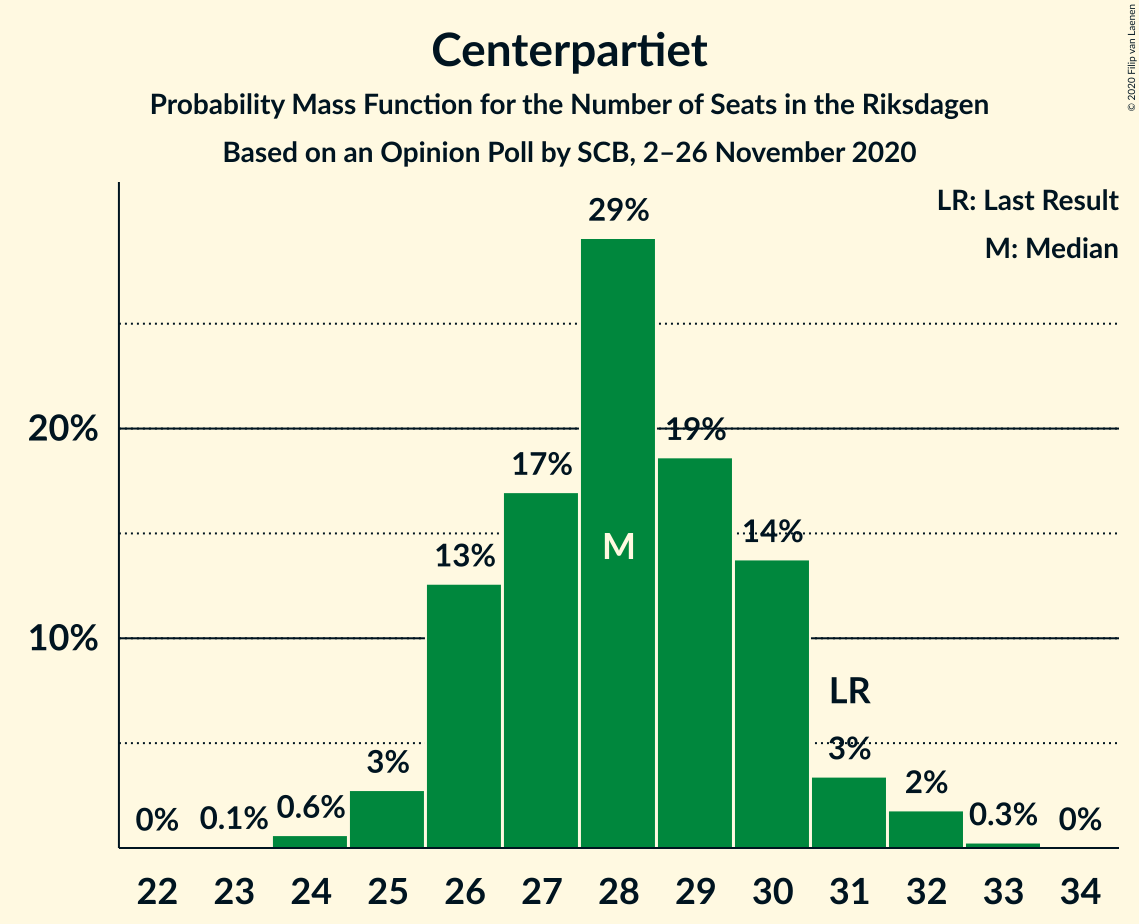 Centerpartiet
Probability Mass Function for the Number of Seats in the Riksdagen
Based on an Opinion Poll by SCB, 2–26 November 2020
© 2020 Filip van Laenen
LR: Last Result
M: Median
29%
20%
19%
17%
14%
M
13%
10%
LR
3%
3%
2%
0.6%
0.3%
0%
0.1%
0%
22 23 24 25 26 27 28 29 30 31 32 33 34